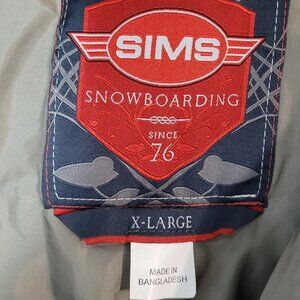 SIMS
SNOWBOARDING
SINCE
76
X-LARGE
MADE IN
BANGLADESH